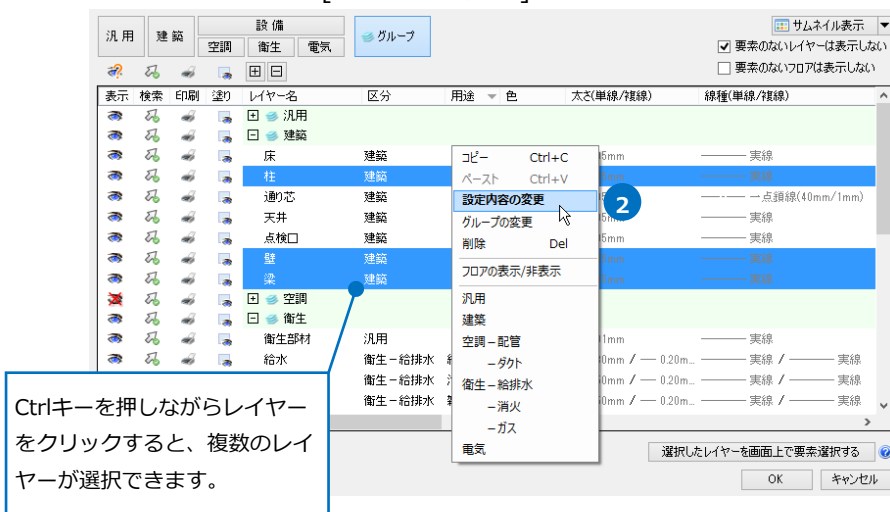 汎用 建築 設備 グループ サムネイル表示
空調 衛生 電気
要素のないレイヤーは表示しない
要素のないフロアは表示しない
表示 検索 印刷 塗り レイヤー名 区分 用途 色 太さ(単線/複線) 線種(単線/複線)
汎用
建築
床 建築 5mm 実線
柱 建築 実線
通り芯 建築 一点鎖線(40mm/1mm)
天井 建築 5mm 実線
点検口 建築 5mm 実線
壁 建築 実線
梁 建築 実線
空調
衛生
衛生部材 汎用 1mm 実線
給水 衛生-給排水 0mm / 0.20m... 実線 / 実線
衛生-給排水 0mm / 0.20m... 実線 / 実線
衛生-給排水 0mm / 0.20m... 実線 / 実線
コピー Ctrl+C
ペースト Ctrl+V
設定内容の変更
グループの変更
削除 Del
フロアの表示/非表示
汎用
建築
空調-配管
-ダクト
衛生-給排水
-消火
-ガス
電気
2
Ctrlキーを押しながらレイヤー
をクリックすると、複数のレイ
ヤーが選択できます。
選択したレイヤーを画面上で要素選択する
OK キャンセル